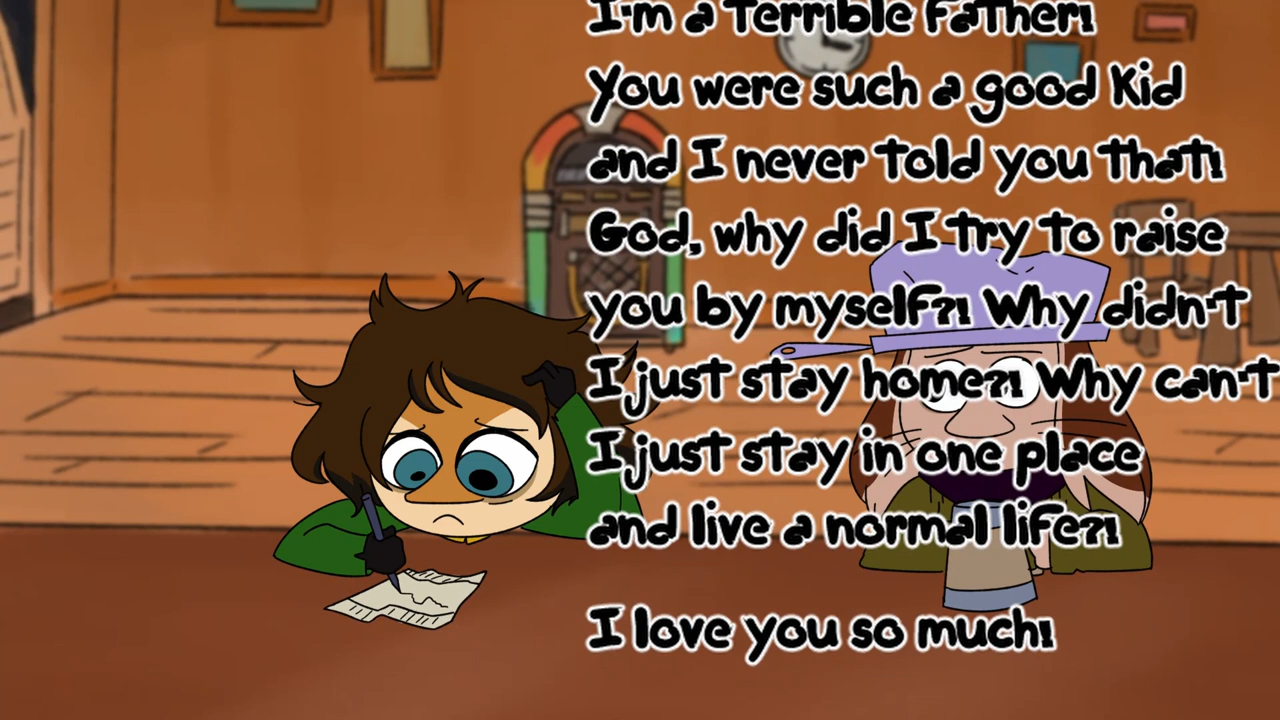 I'm a Terrible Father!
You were such a good Kid
and I never told you that!
God, why did I try to raise
you by myself?! Why didn't
I just stay home?! Why can't
I just stay in one place
and live a normal life?!
I love you so much!